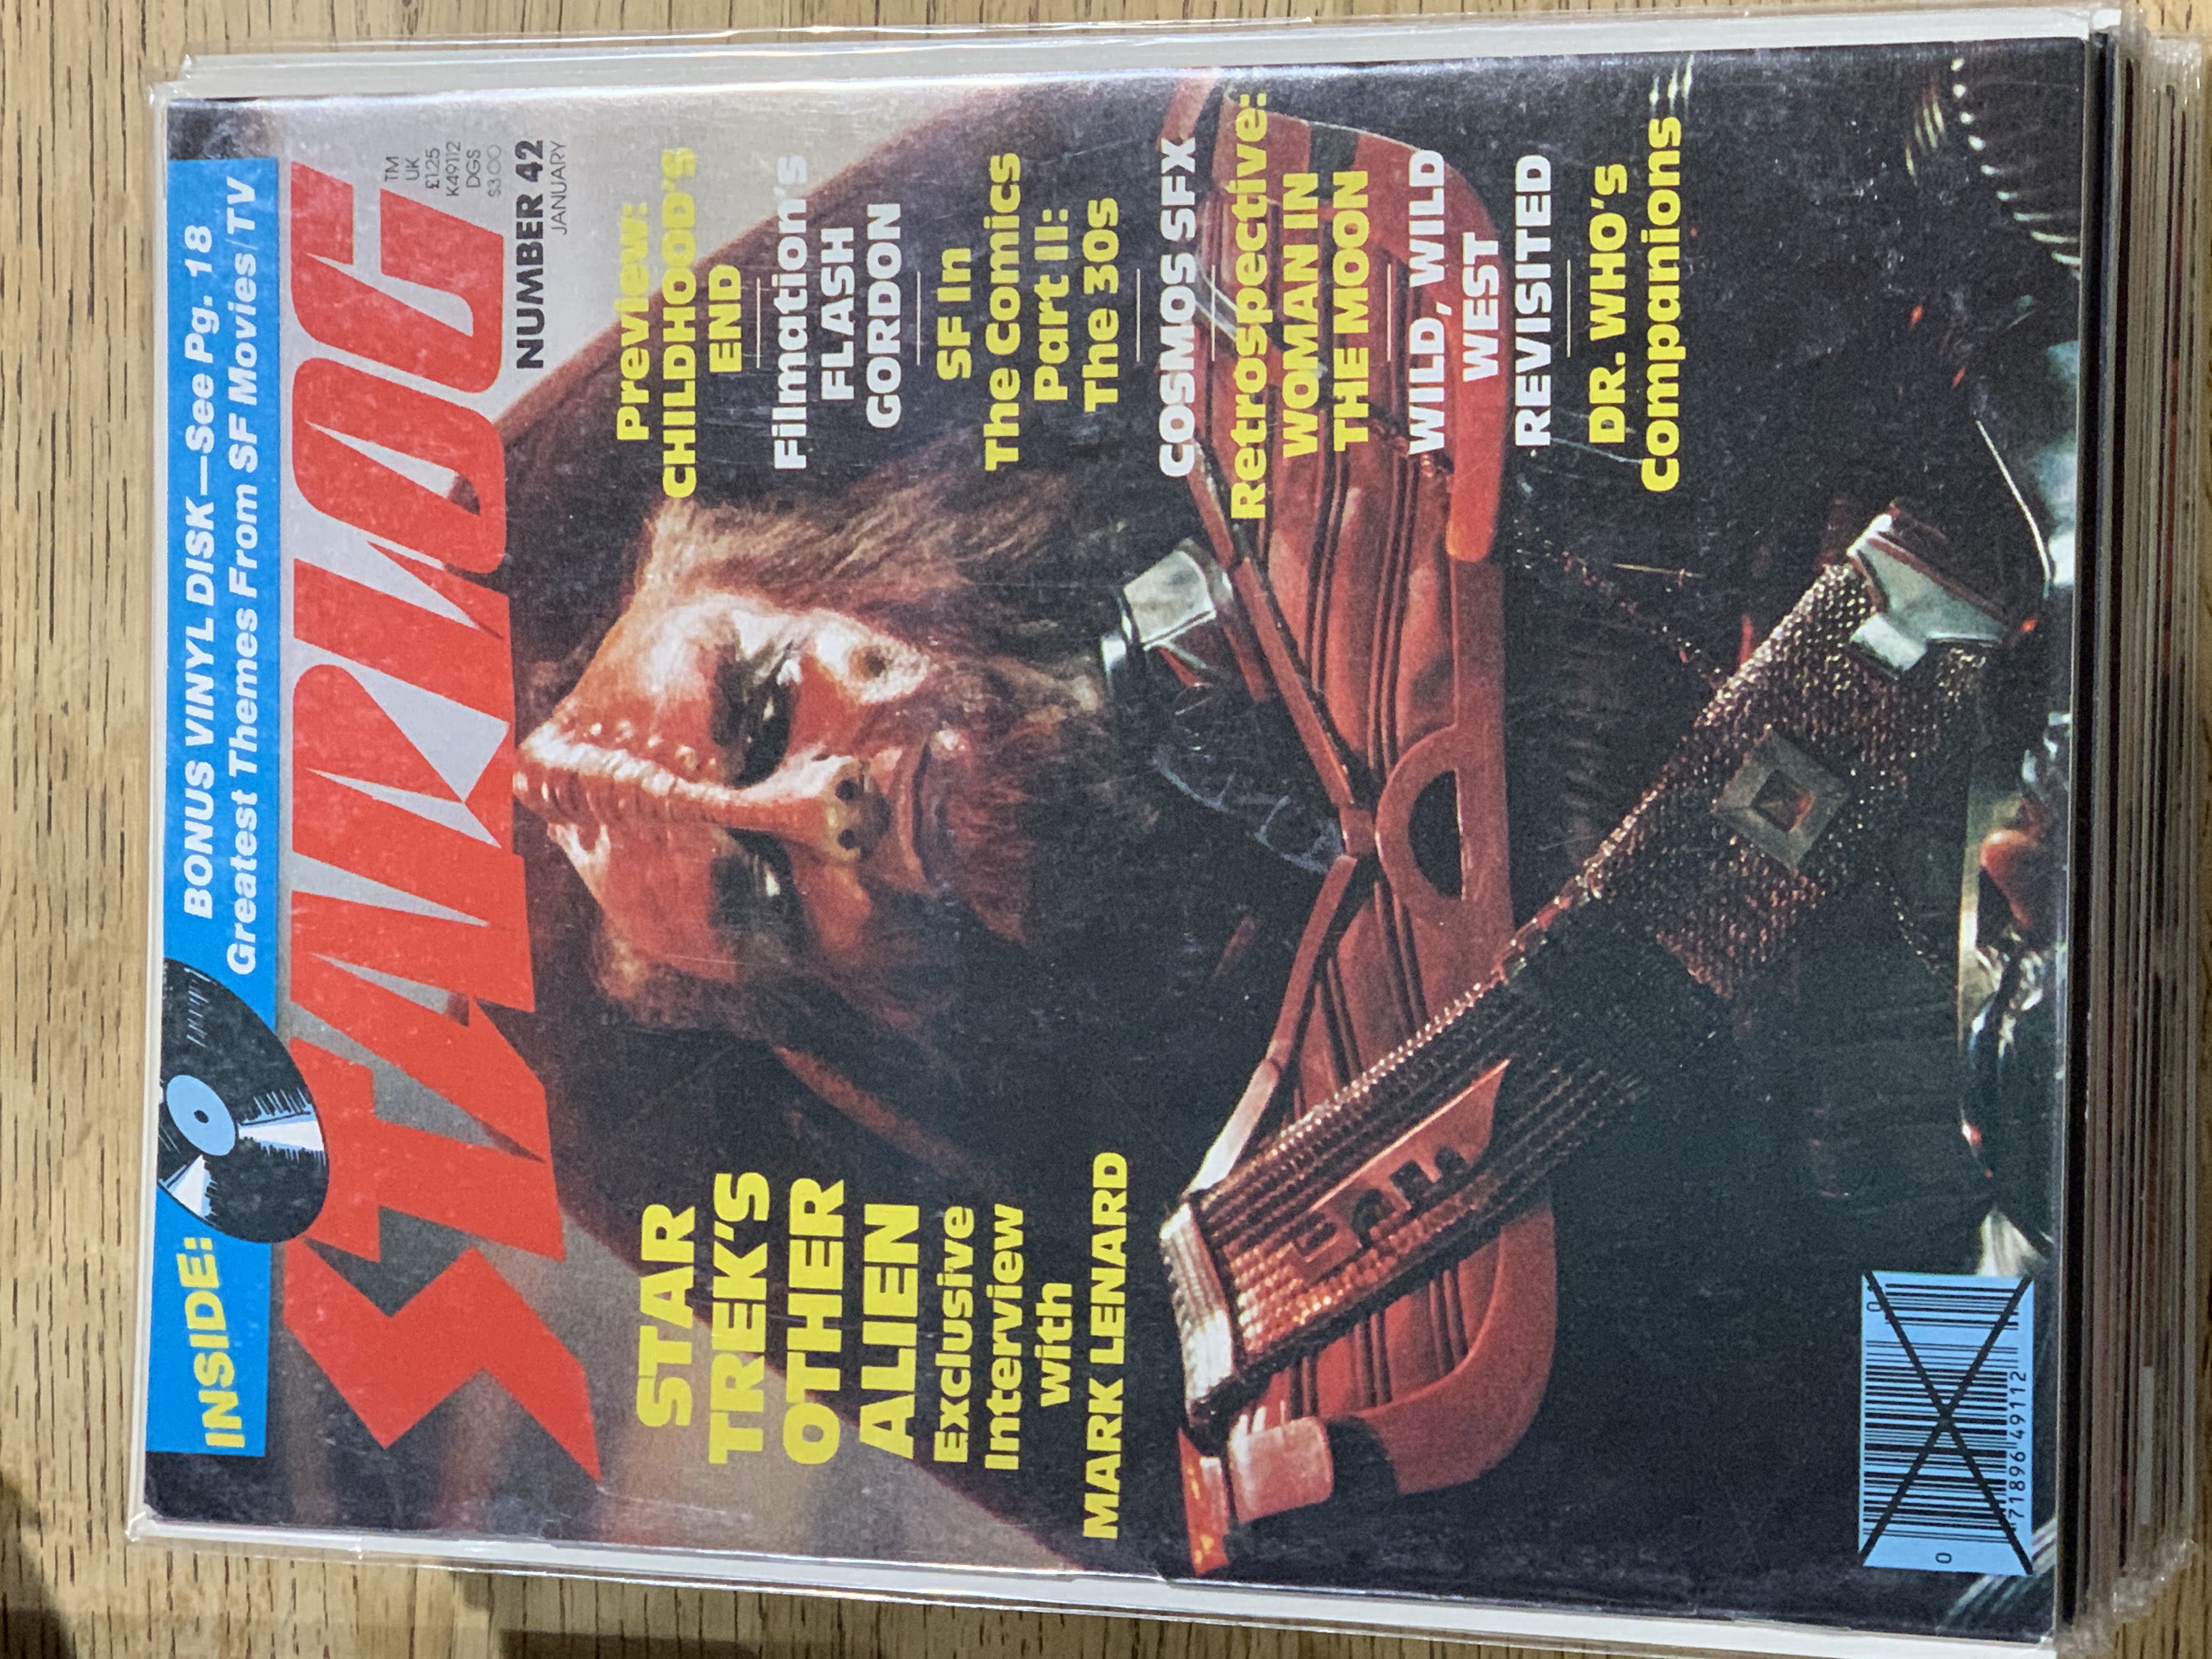 INSIDE:
BONUS VINYL DISK—See Pg. 18
Greatest Themes From SF Movies/TV
STARLOG
TM
UK
£1.25
K49112
DGS
$3.00
NUMBER 42
JANUARY
STAR
TREK'S
OTHER
ALIEN
Exclusive
Interview
with
MARK LENARD
Preview:
CHILDHOOD'S
END
Filmation's
FLASH
GORDON
SF In
The Comics
Part II:
The 30s
COSMOS SFX
Retrospective:
WOMAN IN
THE MOON
WILD, WILD
WEST
REVISITED
DR. WHO'S
Companions
0
71896 49112